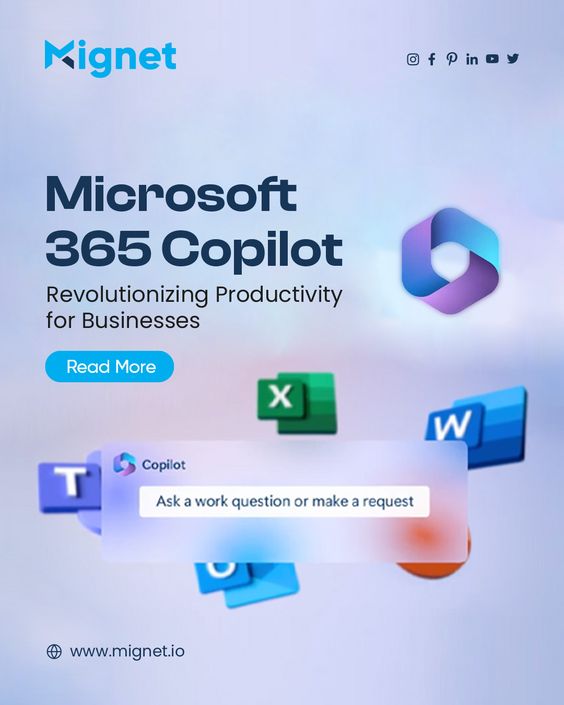 Mignet
Microsoft
365 Copilot
Revolutionizing Productivity
for Businesses
Read More
X
W
T
Copilot
Ask a work question or make a request
O
www.mignet.io